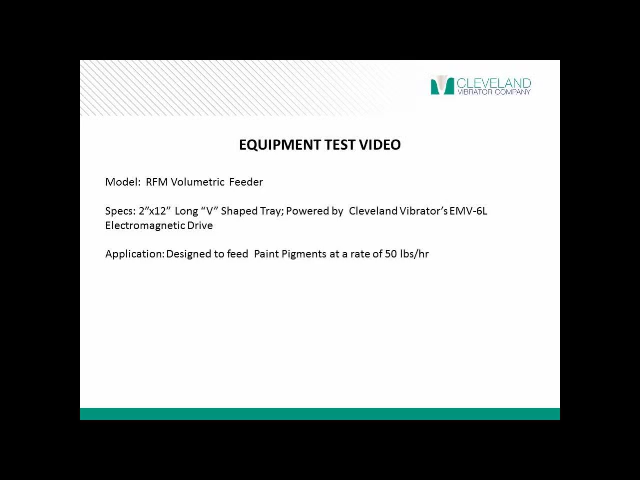 CLEVELAND
VIBRATOR COMPANY
EQUIPMENT TEST VIDEO
Model: RFM Volumetric Feeder
Specs: 2”x12” Long “V” Shaped Tray; Powered by Cleveland Vibrator’s EMV-6L
Electromagnetic Drive
Application: Designed to feed Paint Pigments at a rate of 50 lbs/hr